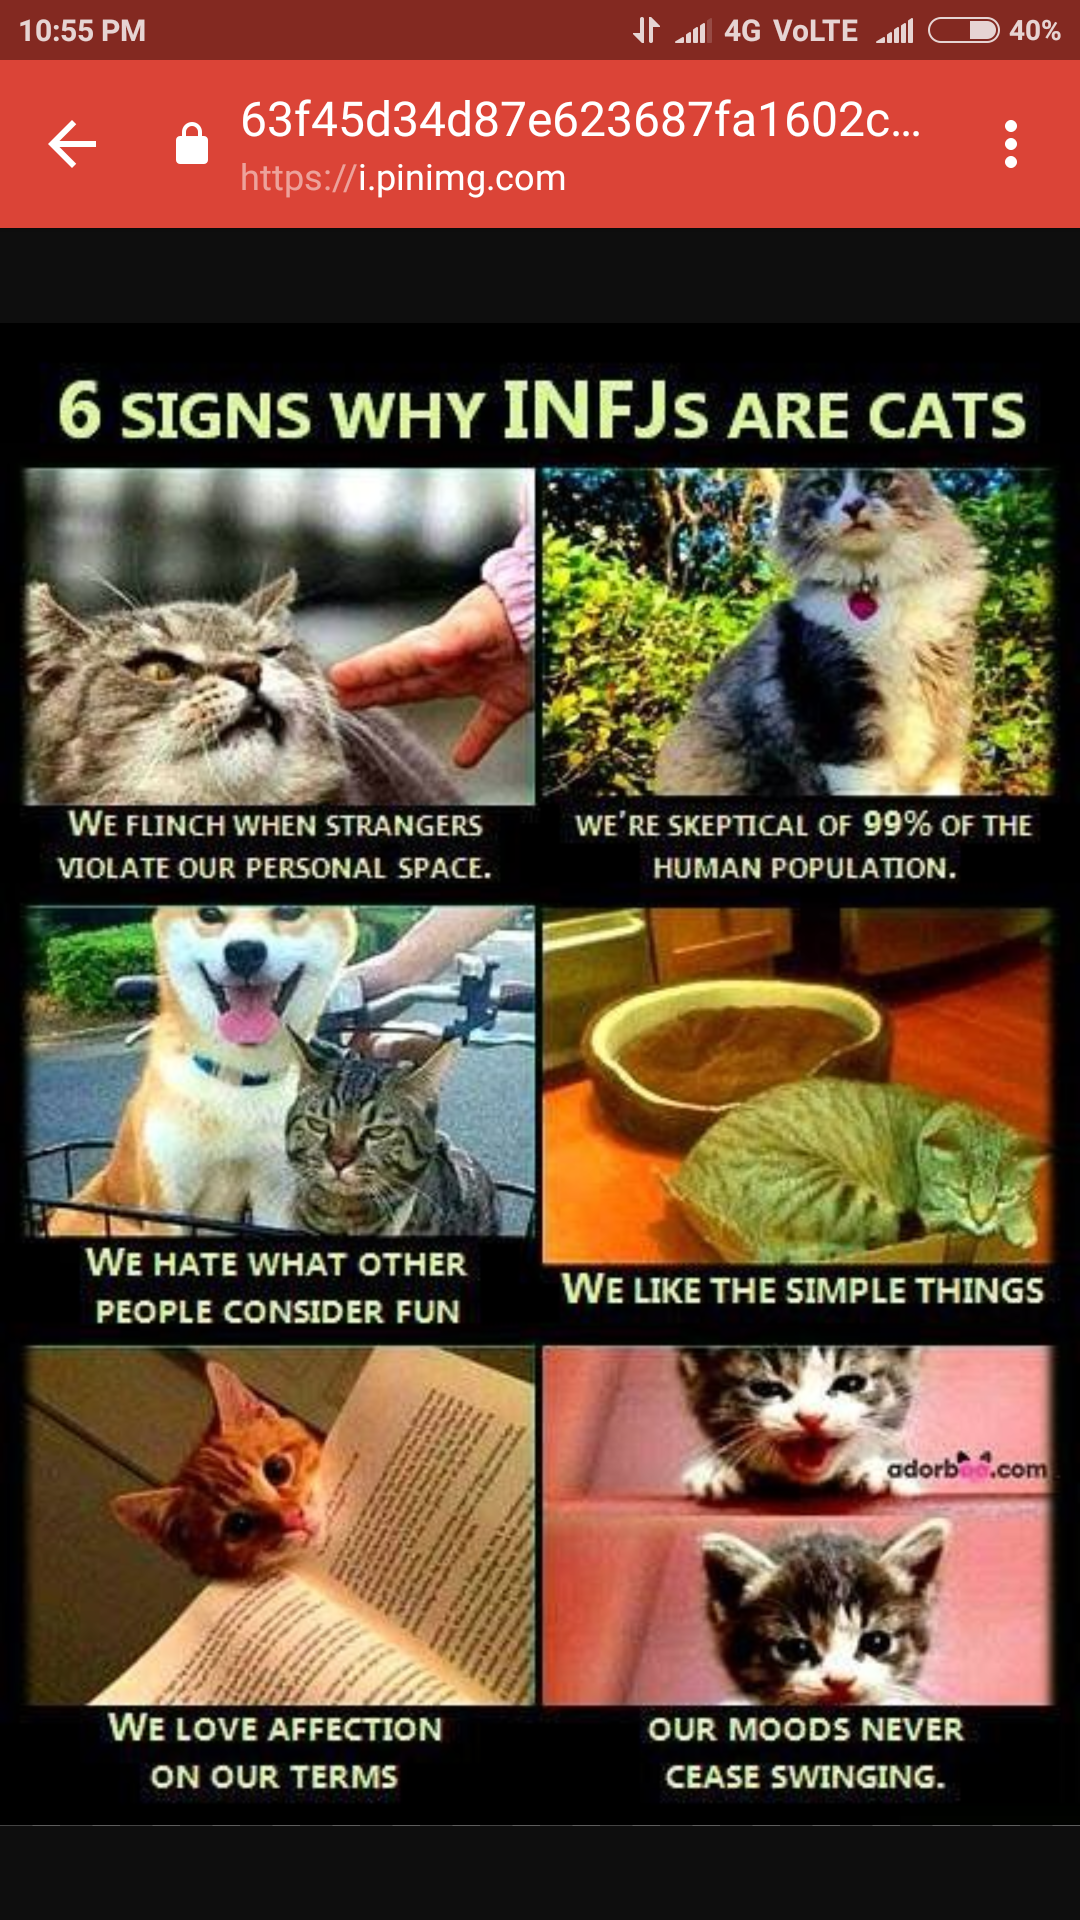 10:55 PM
4G VoLTE
40%
63f45d34d87e623687fa1602c...
https://i.pinimg.com
6 SIGNS WHY INFJS ARE CATS
WE FLINCH WHEN STRANGERS
VIOLATE OUR PERSONAL SPACE.
WE'RE SKEPTICAL OF 99% OF THE
HUMAN POPULATION.
WE HATE WHAT OTHER
PEOPLE CONSIDER FUN
WE LIKE THE SIMPLE THINGS
adorboo.com
WE LOVE AFFECTION
ON OUR TERMS
OUR MOODS NEVER
CEASE SWINGING.